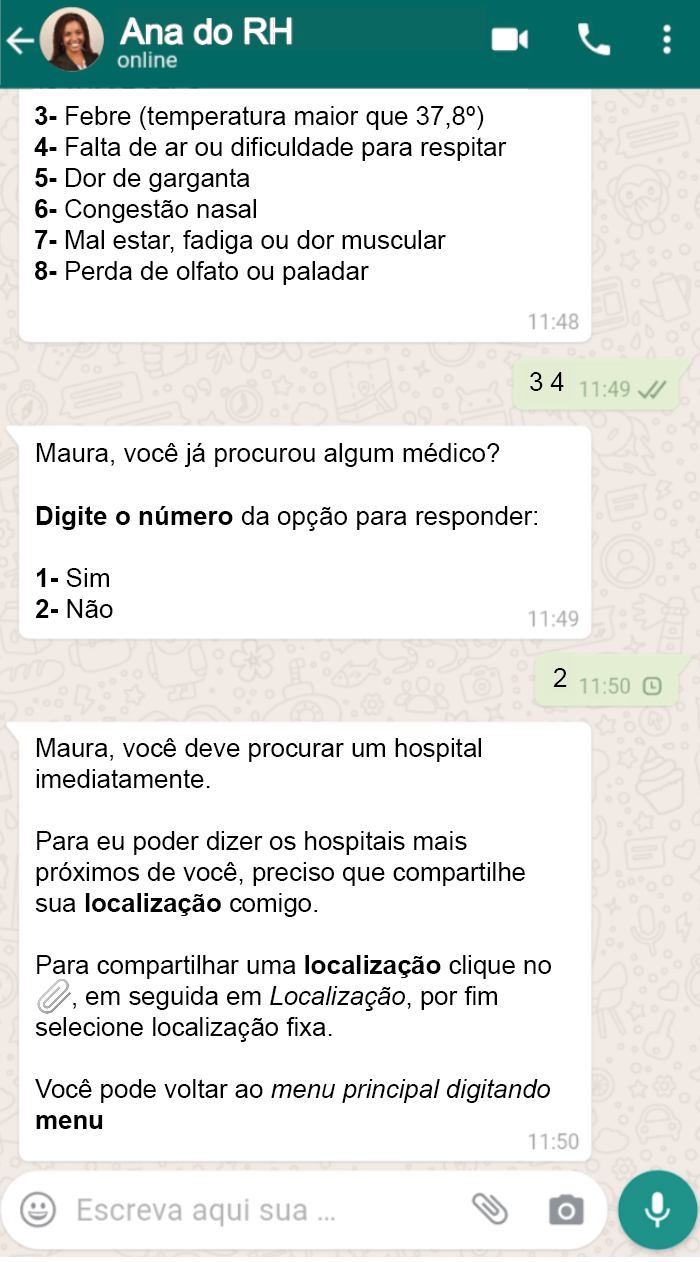 Ana do RH
online
3- Febre (temperatura maior que 37,8º)
4- Falta de ar ou dificuldade para respitar
5- Dor de garganta
6- Congestão nasal
7- Mal estar, fadiga ou dor muscular
8- Perda de olfato ou paladar
11:48
3 4 11:49
Maura, você já procurou algum médico?
Digite o número da opção para responder:
1- Sim
2- Não
11:49
2 11:50
Maura, você deve procurar um hospital
imediatamente.
Para eu poder dizer os hospitais mais
próximos de você, preciso que compartilhe
sua localização comigo.
Para compartilhar uma localização clique no
, em seguida em Localização, por fim
selecione localização fixa.
Você pode voltar ao menu principal digitando
menu
11:50
Escreva aqui sua ...